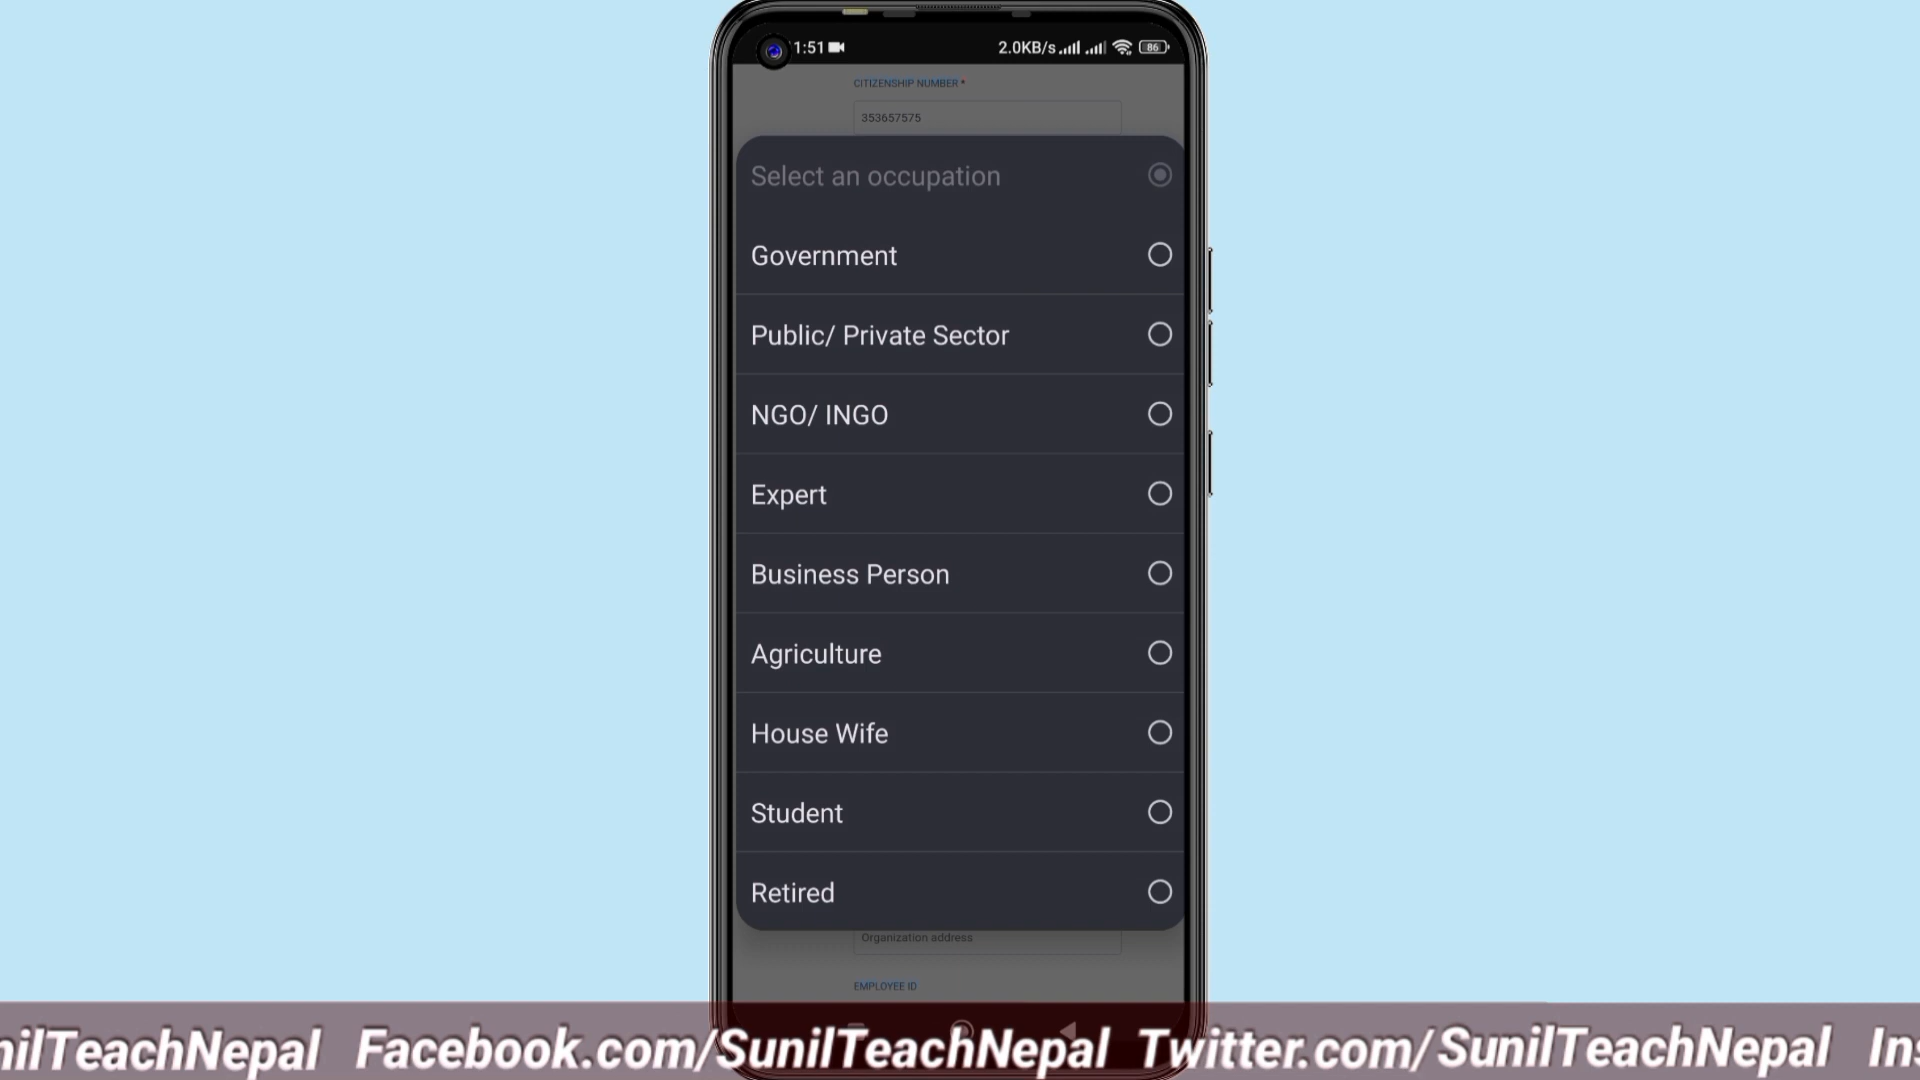 1:51
2.0KB/s
86
CITIZENSHIP NUMBER *
353657575
Select an occupation
Government
Public/ Private Sector
NGO/ INGO
Expert
Business Person
Agriculture
House Wife
Student
Retired
Organization address
EMPLOYEE ID
nilTeachNepal Facebook.com/SunilTeachNepal Twitter.com/SunilTeachNepal Ins